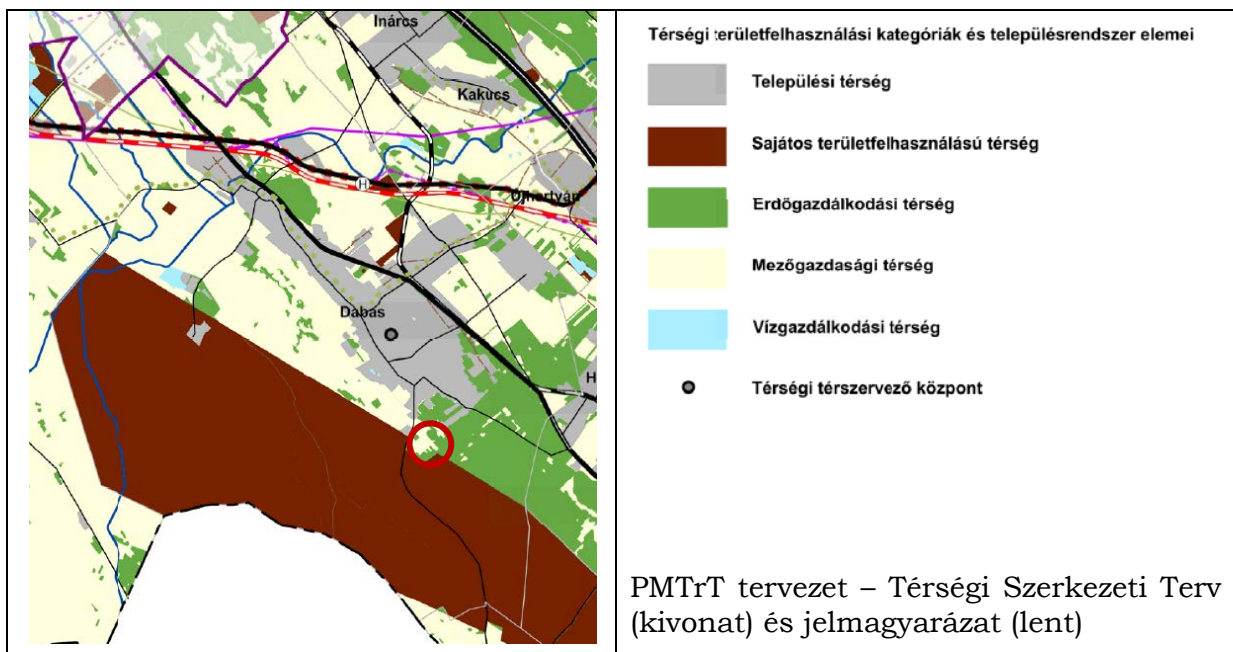 Inárcs
Kakucs
H
Újhartyán
Dabas
H
Térségi területfelhasználási kategóriák és településrendszer elemei
Települési térség
Sajátos területfelhasználású térség
Erdőgazdálkodási térség
Mezőgazdasági térség
Vízgazdálkodási térség
Térségi térszervező központ
PMTrT tervezet – Térségi Szerkezeti Terv
(kivonat) és jelmagyarázat (lent)